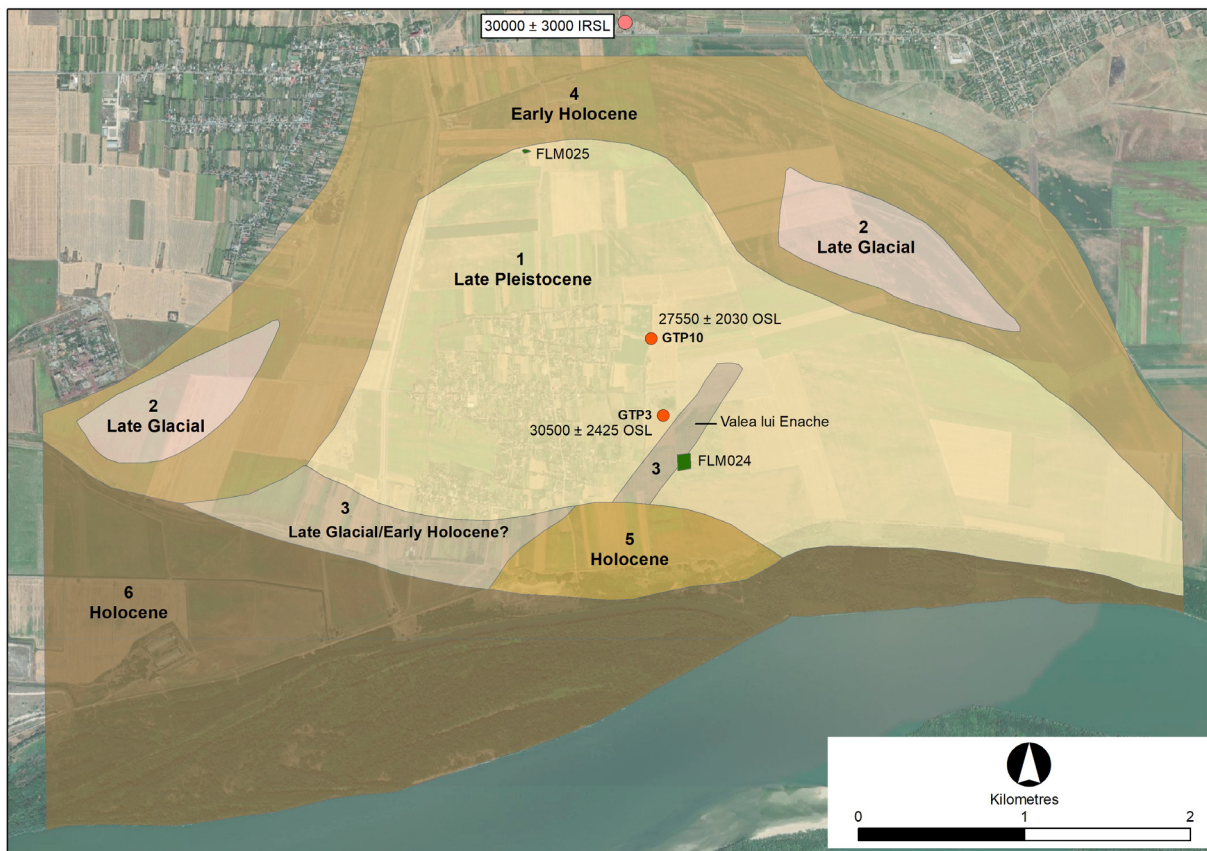 30000 ± 3000 IRSL
4
Early Holocene
FLM025
2
Late Glacial
1
Late Pleistocene
27550 ± 2030 OSL
GTP10
2
Late Glacial
GTP3
30500 ± 2425 OSL
Valea lui Enache
FLM024
3
3
Late Glacial/Early Holocene?
5
Holocene
6
Holocene
Kilometres
0 1 2